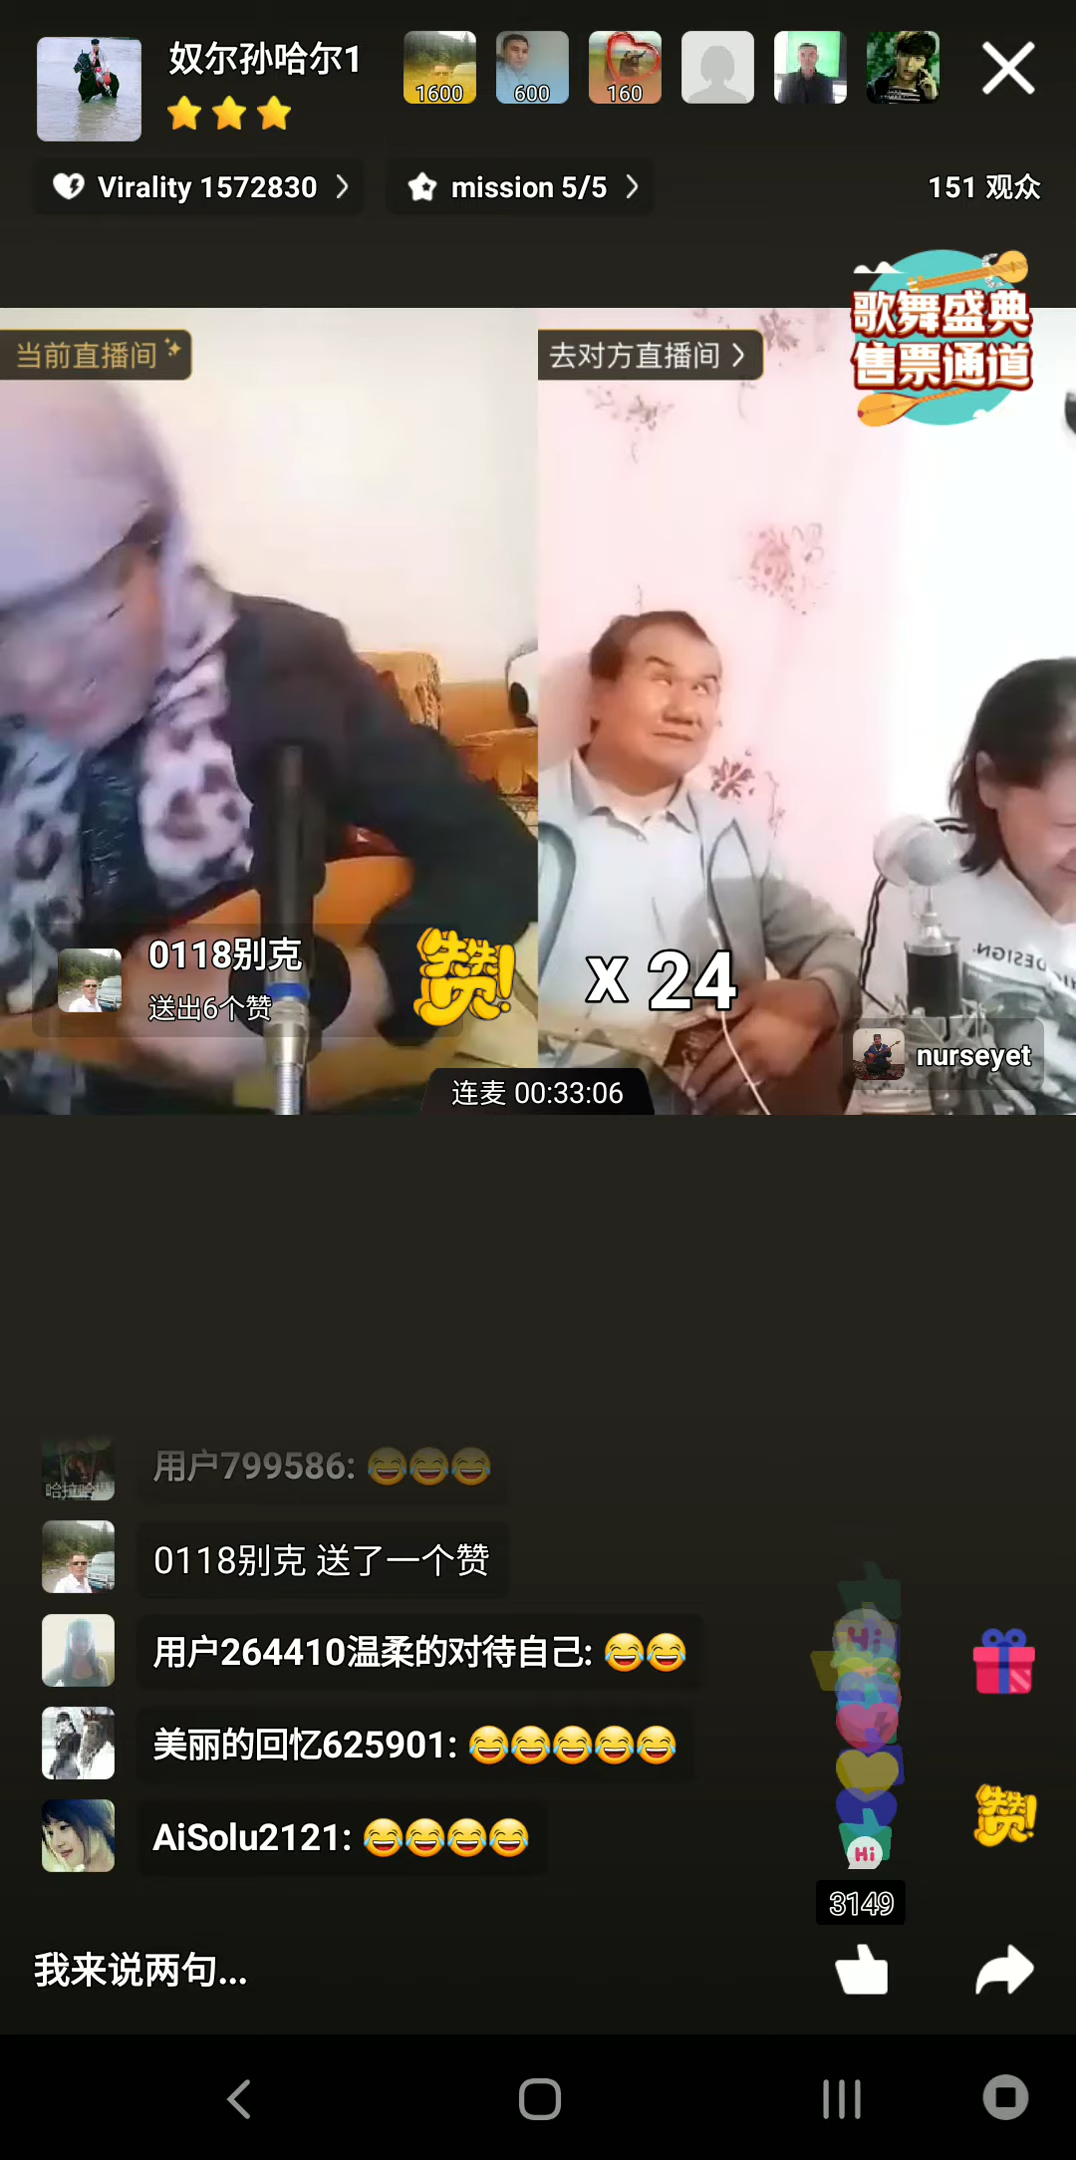 奴尔孙哈尔1
1600
600
160
Virality 1572830
mission 5/5
151 观众
歌舞盛典
售票通道
当前直播间
去对方直播间
0118别克
送出6个赞
赞!
X 24
nurseyet
连麦 00:33:06
用户799586: 😂😂😂
0118别克 送了一个赞
用户264410温柔的对待自己: 😂😂
美丽的回忆625901: 😂😂😂😂😂
AiSolu2121: 😂😂😂😂
Hi
赞!
Hi
3149
我来说两句...